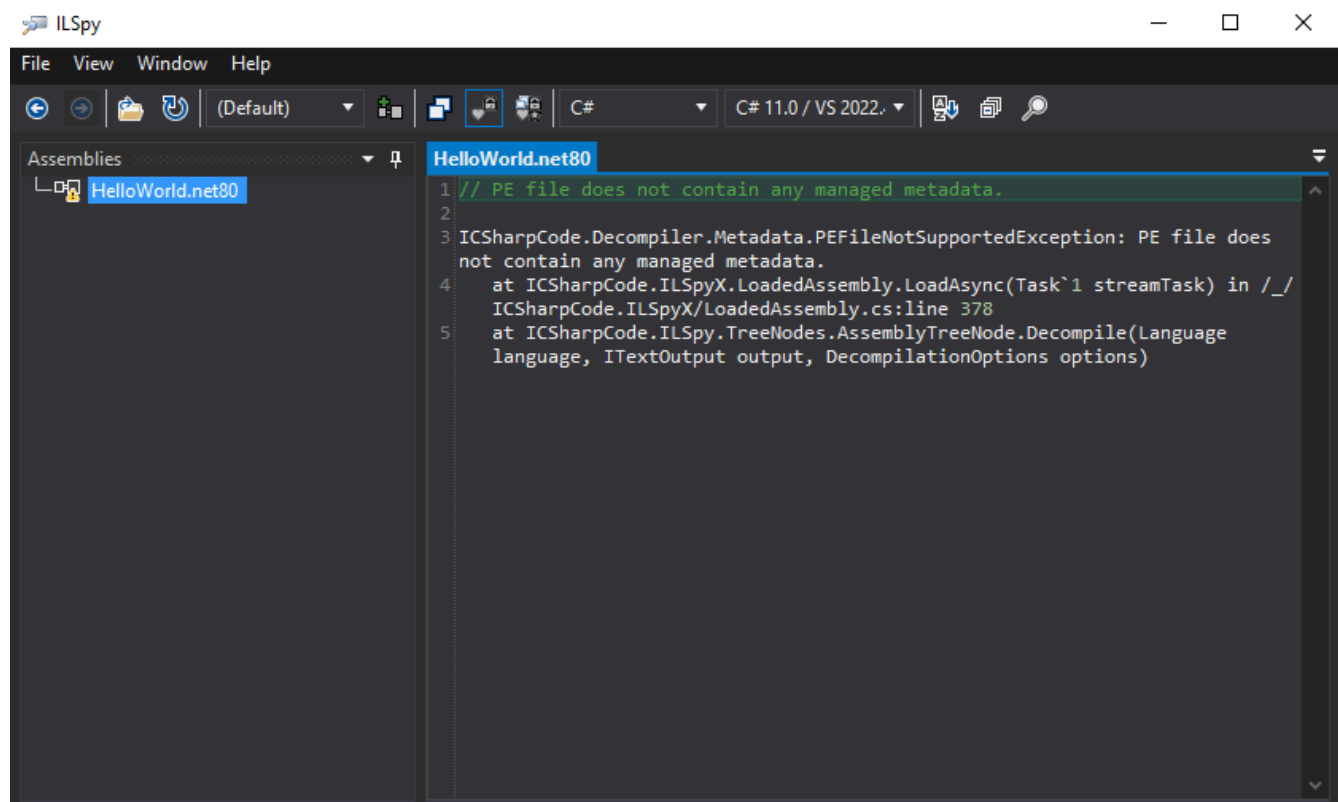 ILSpy
File View Window Help
(Default) C# C# 11.0 / VS 2022.
Assemblies
HelloWorld.net80
HelloWorld.net80
1 // PE file does not contain any managed metadata.
2
3 ICSharpCode.Decompiler.Metadata.PEFileNotSupportedException: PE file does
not contain any managed metadata.
4 at ICSharpCode.ILSpyX.LoadedAssembly.LoadAsync(Task`1 streamTask) in /_/
ICSharpCode.ILSpyX/LoadedAssembly.cs:line 378
5 at ICSharpCode.ILSpy.TreeNodes.AssemblyTreeNode.Decompile(Language
language, ITextOutput output, DecompilationOptions options)